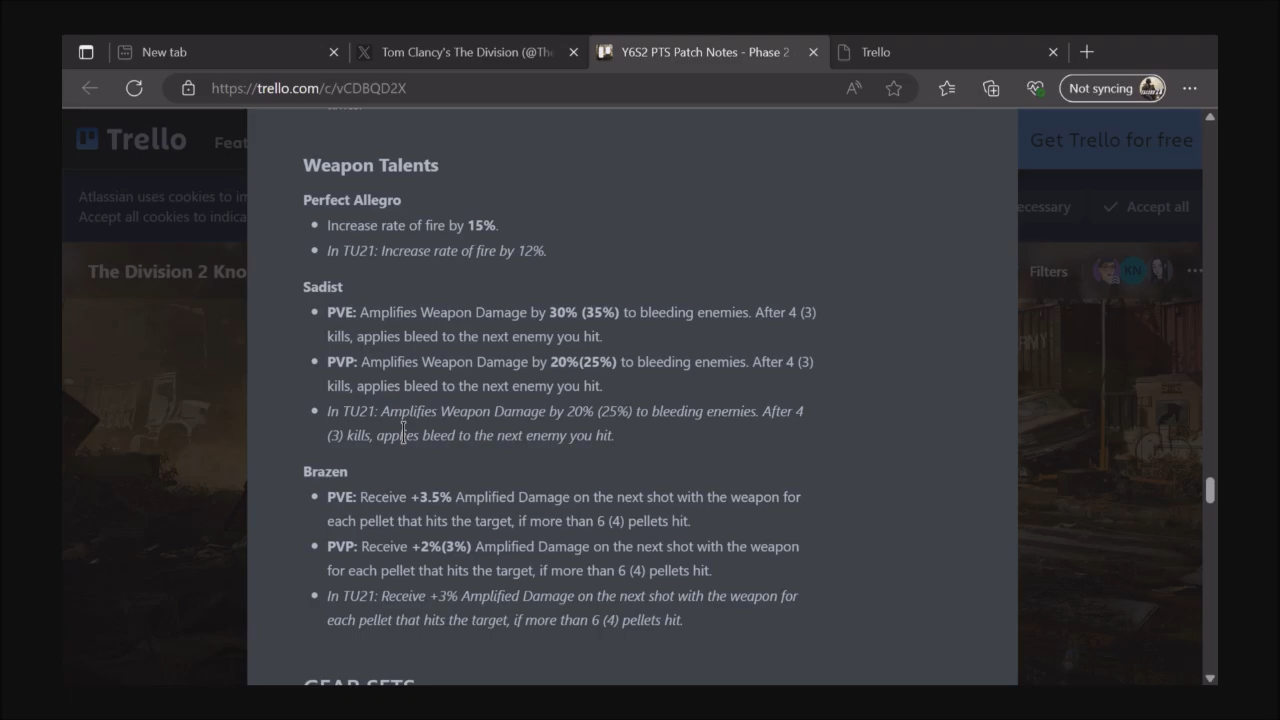 New tab
Tom Clancy's The Division (@The
Y6S2 PTS Patch Notes - Phase 2
Trello
https://trello.com/c/vCDBQD2X
Not syncing
Trello
Feat
Get Trello for free
Atlassian uses cookies to im
Accept all cookies to indica
ecessary
Accept all
The Division 2 Kno
Filters
KN
Weapon Talents
Perfect Allegro
• Increase rate of fire by 15%.
• In TU21: Increase rate of fire by 12%.
Sadist
• PVE: Amplifies Weapon Damage by 30% (35%) to bleeding enemies. After 4 (3)
kills, applies bleed to the next enemy you hit.
• PVP: Amplifies Weapon Damage by 20%(25%) to bleeding enemies. After 4 (3)
kills, applies bleed to the next enemy you hit.
• In TU21: Amplifies Weapon Damage by 20% (25%) to bleeding enemies. After 4
(3) kills, applies bleed to the next enemy you hit.
Brazen
• PVE: Receive +3.5% Amplified Damage on the next shot with the weapon for
each pellet that hits the target, if more than 6 (4) pellets hit.
• PVP: Receive +2%(3%) Amplified Damage on the next shot with the weapon
for each pellet that hits the target, if more than 6 (4) pellets hit.
• In TU21: Receive +3% Amplified Damage on the next shot with the weapon for
each pellet that hits the target, if more than 6 (4) pellets hit.
GEAR SETS